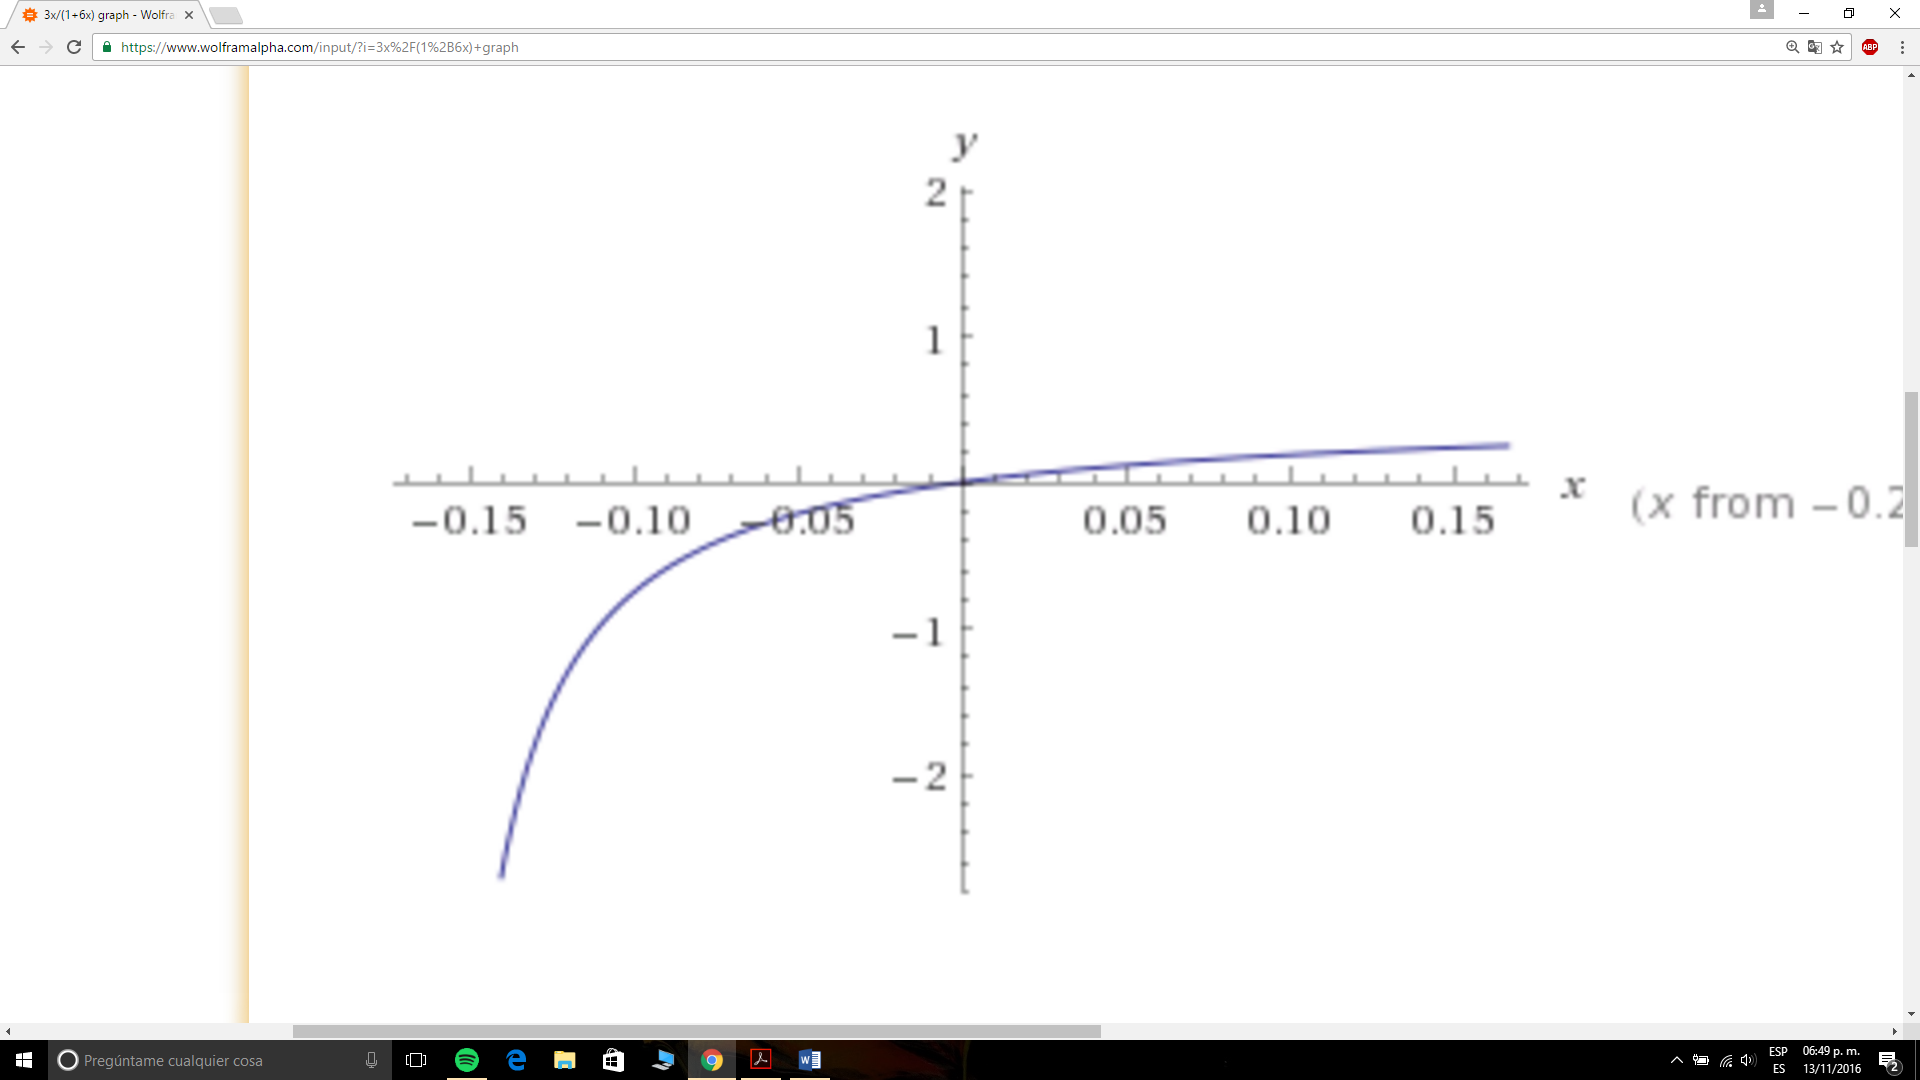 3x/(1+6x) graph - Wolfra
https://www.wolframalpha.com/input/?i=3x%2F(1%2B6x)+graph
ABP
y
2
1
x
(x from −0.2
−0.15 −0.10 −0.05 0.05 0.10 0.15
−1
−2
Pregúntame cualquier cosa
W
ESP
ES
06:49 p. m.
13/11/2016
2